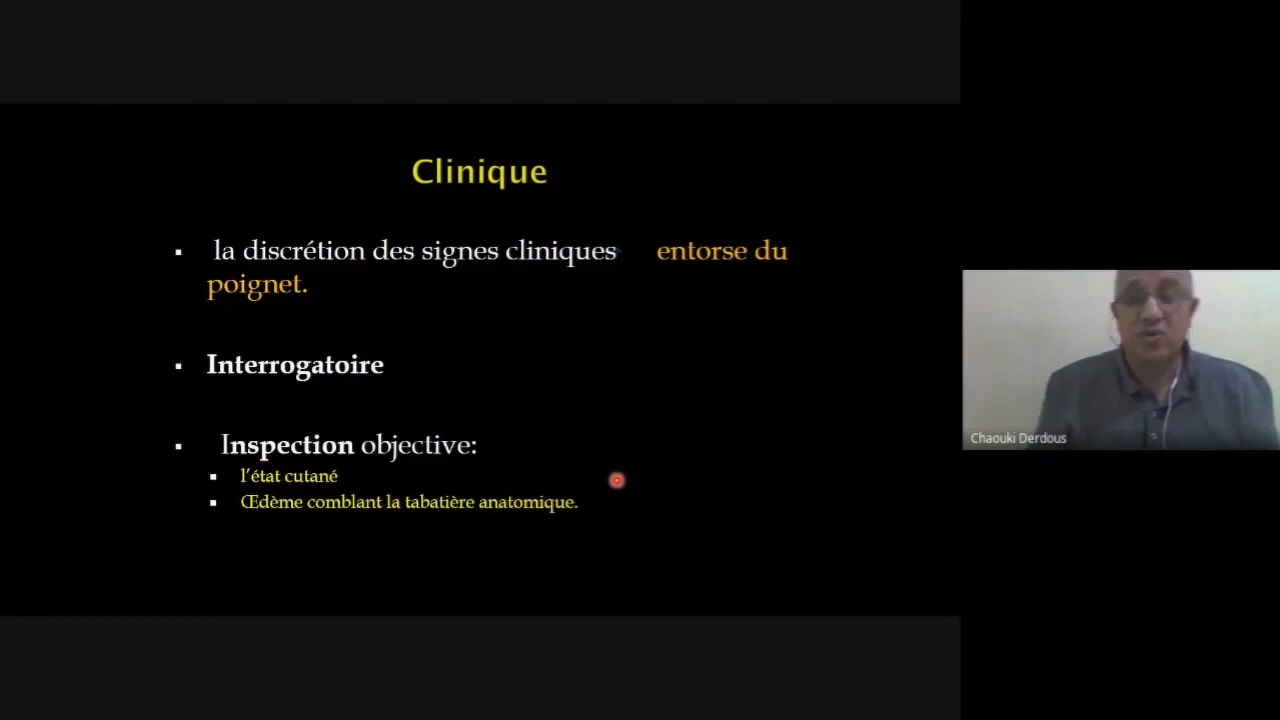 Clinique
▪ la discrétion des signes cliniques entorse du
poignet.
▪ Interrogatoire
▪ Inspection objective:
▪ l'état cutané
▪ Œdème comblant la tabatière anatomique.
Chaouki Derdous